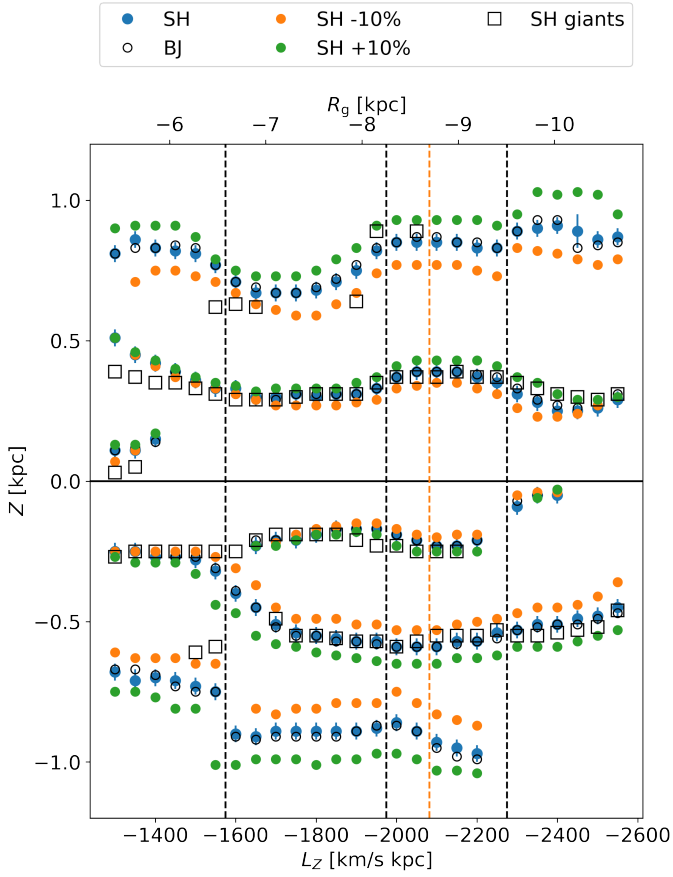 SH SH -10% SH giants
BJ SH +10%
R_g [kpc]
−6 −7 −8 −9 −10
1.0
0.5
0.0
−0.5
−1.0
Z [kpc]
−1400 −1600 −1800 −2000 −2200 −2400 −2600
L_Z [km/s kpc]